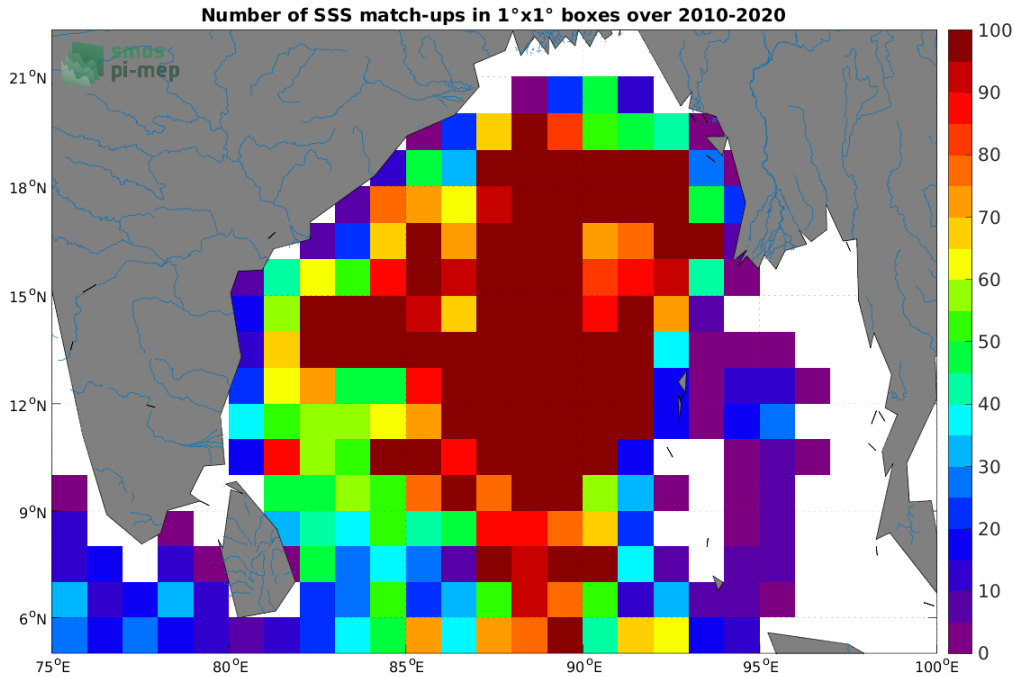 Number of SSS match-ups in 1°x1° boxes over 2010-2020
smos
pi-mep
21°N
18°N
15°N
12°N
9°N
6°N
75°E 80°E 85°E 90°E 95°E 100°E
100
90
80
70
60
50
40
30
20
10
0